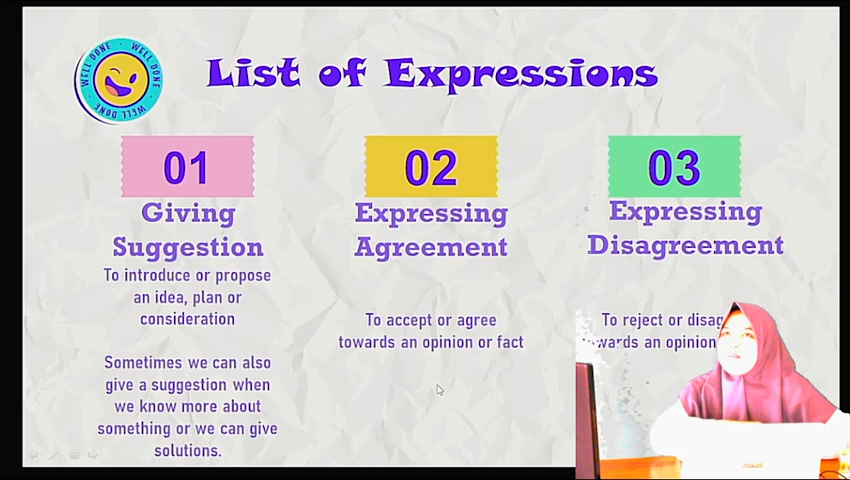 WELL DONE - WELL DONE - WELL DONE -
List of Expressions
01
Giving
Suggestion
To introduce or propose
an idea, plan or
consideration
Sometimes we can also
give a suggestion when
we know more about
something or we can give
solutions.
02
Expressing
Agreement
To accept or agree
towards an opinion or fact
03
Expressing
Disagreement
To reject or
an opinion
ASUS